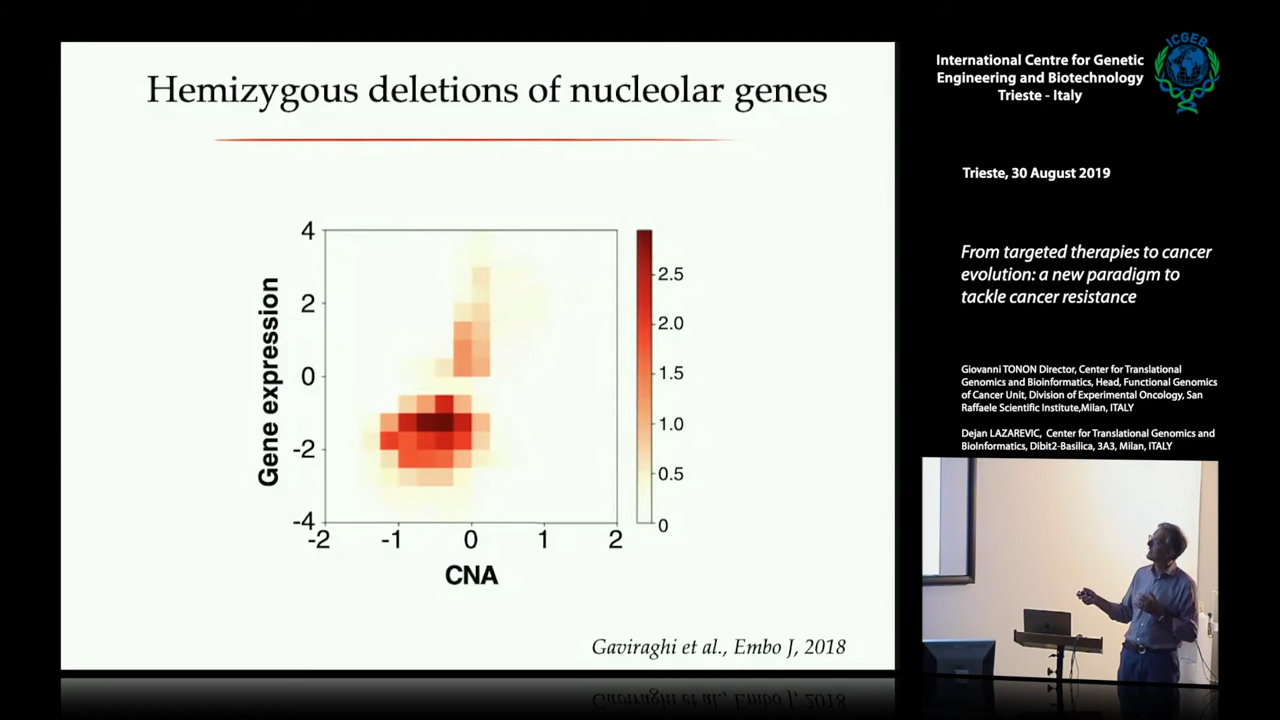 Hemizygous deletions of nucleolar genes
Gene expression
4
2
0
-2
-4
-2
-1
0
1
2
CNA
2.5
2.0
1.5
1.0
0.5
0
Gaviraghi et al., Embo J, 2018
ICGEB
International Centre for Genetic
Engineering and Biotechnology
Trieste - Italy
Trieste, 30 August 2019
From targeted therapies to cancer
evolution: a new paradigm to
tackle cancer resistance
Giovanni TONON Director, Center for Translational
Genomics and Bioinformatics, Head, Functional Genomics
of Cancer Unit, Division of Experimental Oncology, San
Raffaele Scientific Institute,Milan, ITALY
Dejan LAZAREVIC, Center for Translational Genomics and
BioInformatics, Dibit2-Basilica, 3A3, Milan, ITALY